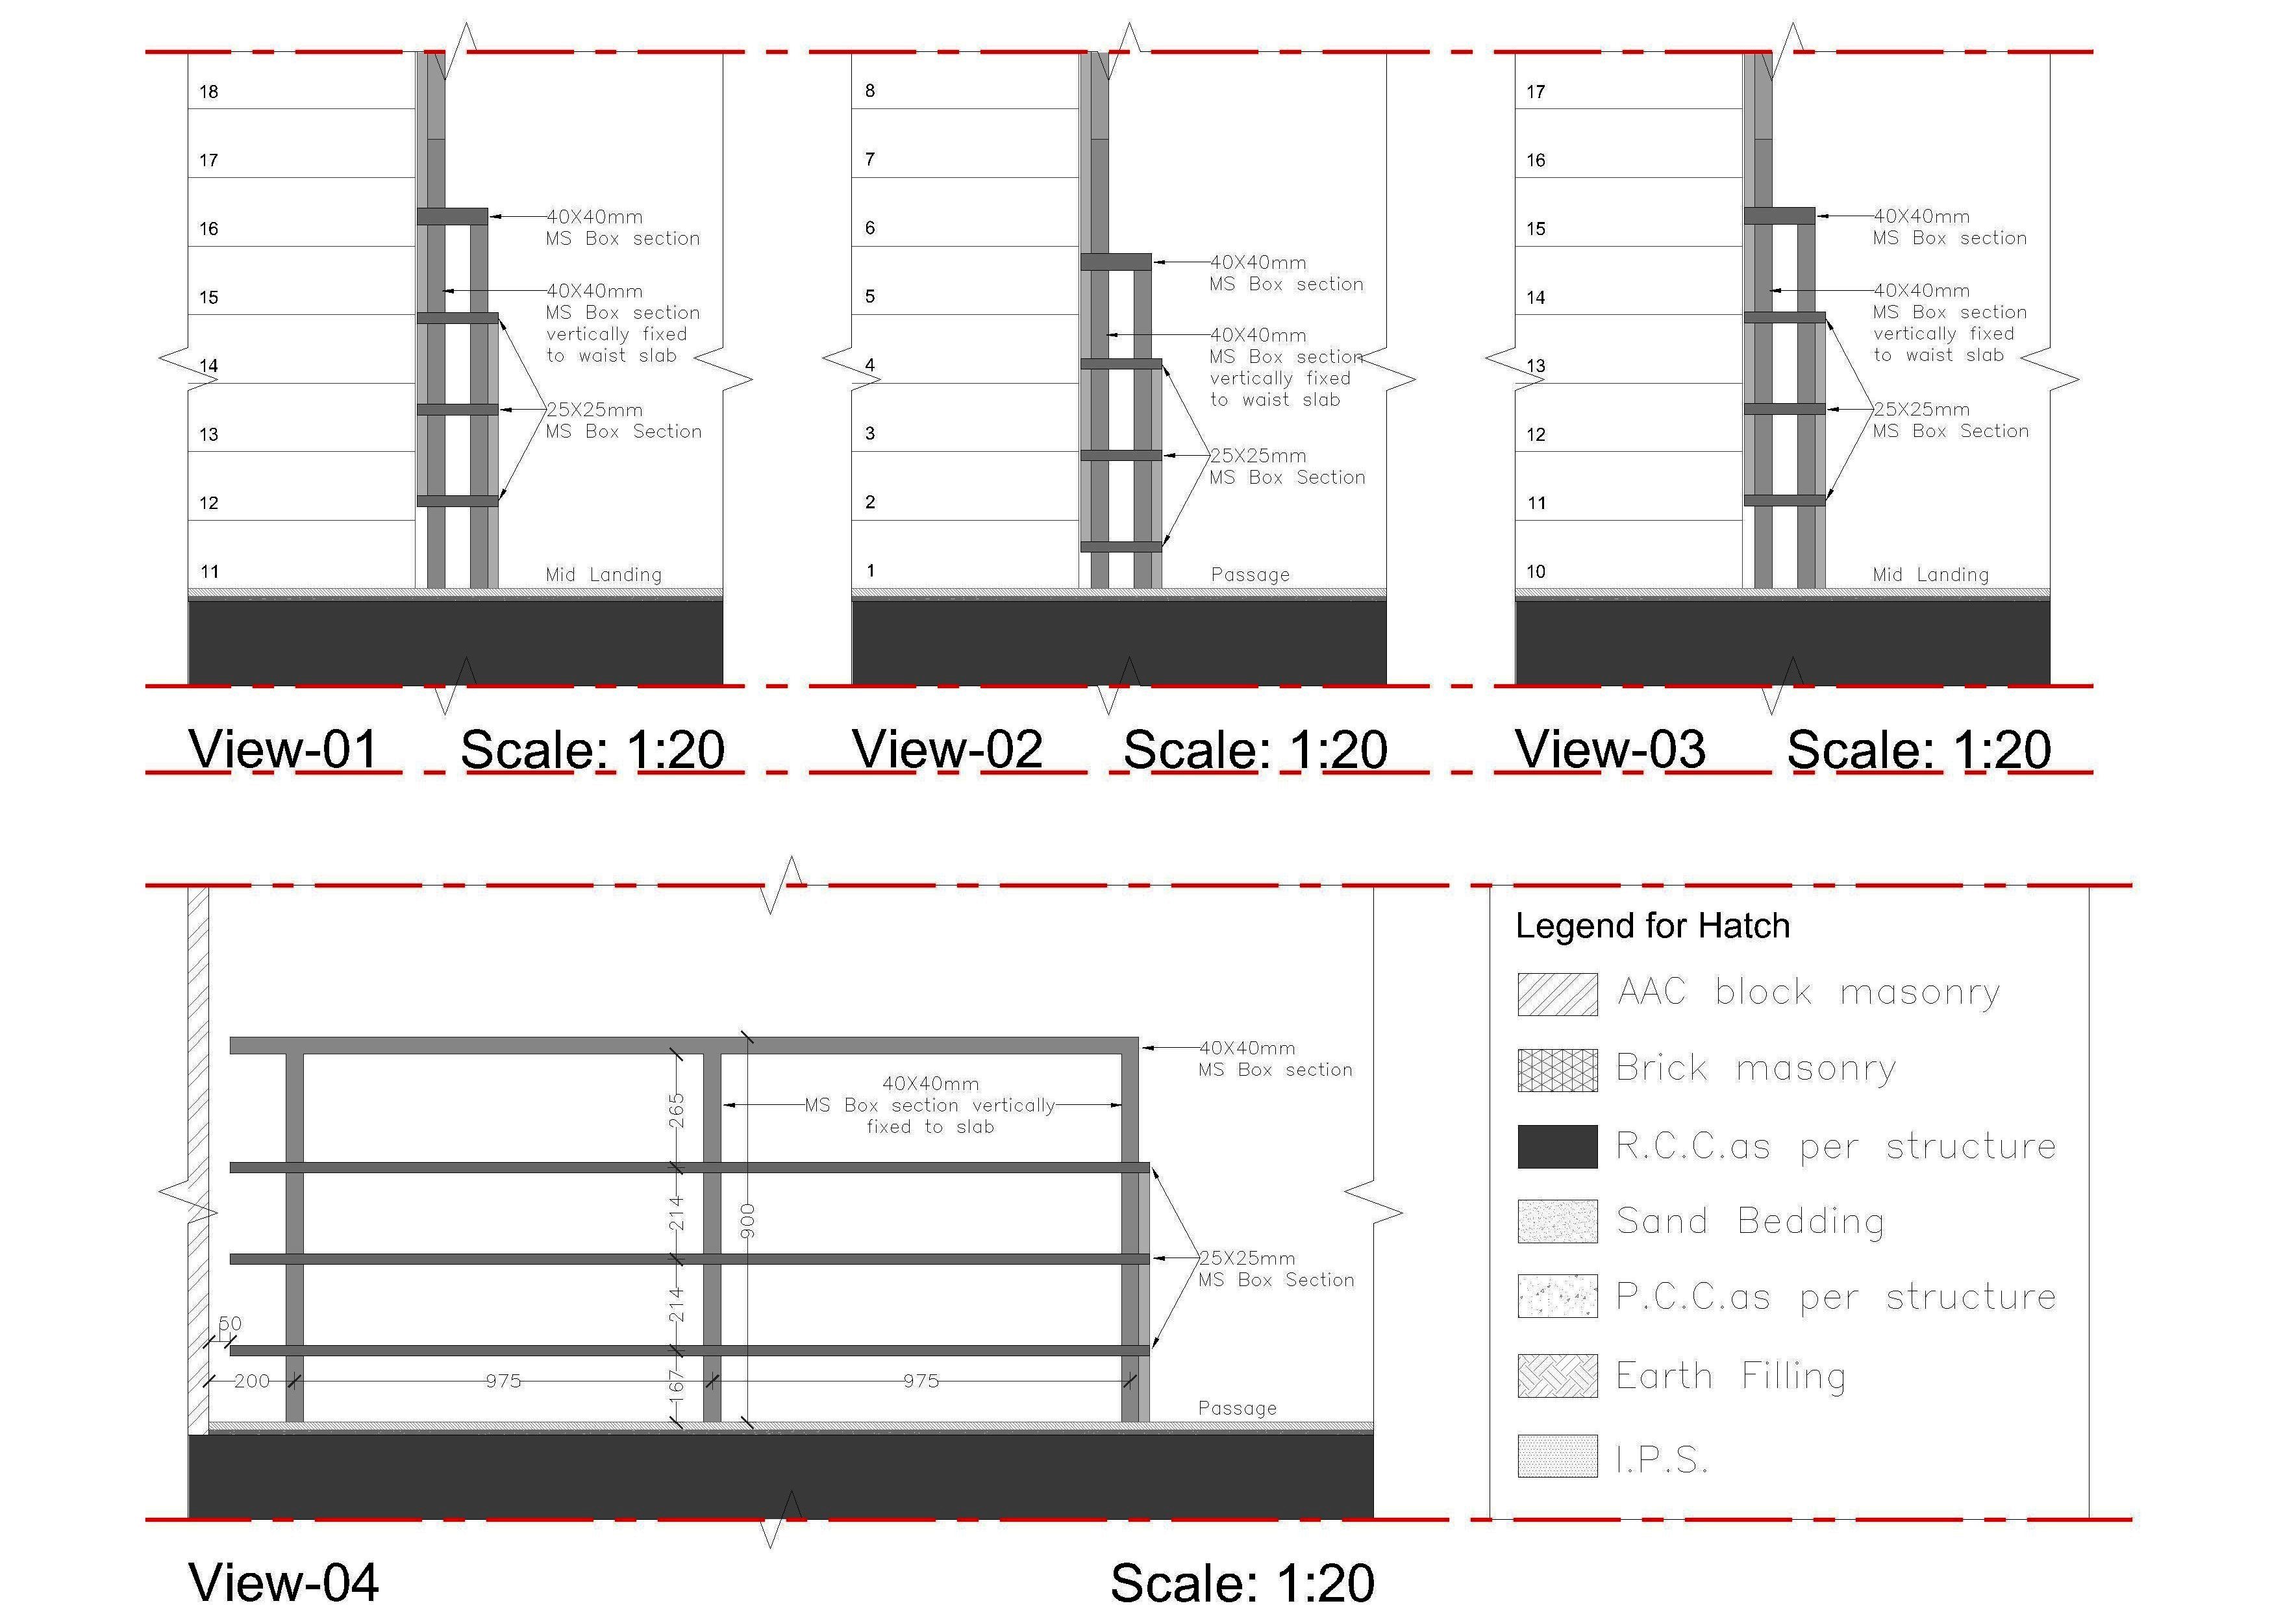 18
17
16
15
14
13
12
11
40X40mm
MS Box section
40X40mm
MS Box section
vertically fixed
to waist slab
25X25mm
MS Box Section
Mid Landing
View-01 Scale: 1:20
8
7
6
5
4
3
2
1
40X40mm
MS Box section
40X40mm
MS Box section
vertically fixed
to waist slab
25X25mm
MS Box Section
Passage
View-02 Scale: 1:20
17
16
15
14
13
12
11
10
40X40mm
MS Box section
40X40mm
MS Box section
vertically fixed
to waist slab
25X25mm
MS Box Section
Mid Landing
View-03 Scale: 1:20
40X40mm
MS Box section
40X40mm
MS Box section vertically
fixed to slab
265
214
900
25X25mm
MS Box Section
214
50
200 975 975
167
Passage
View-04 Scale: 1:20
Legend for Hatch
AAC block masonry
Brick masonry
R.C.C.as per structure
Sand Bedding
P.C.C.as per structure
Earth Filling
I.P.S.